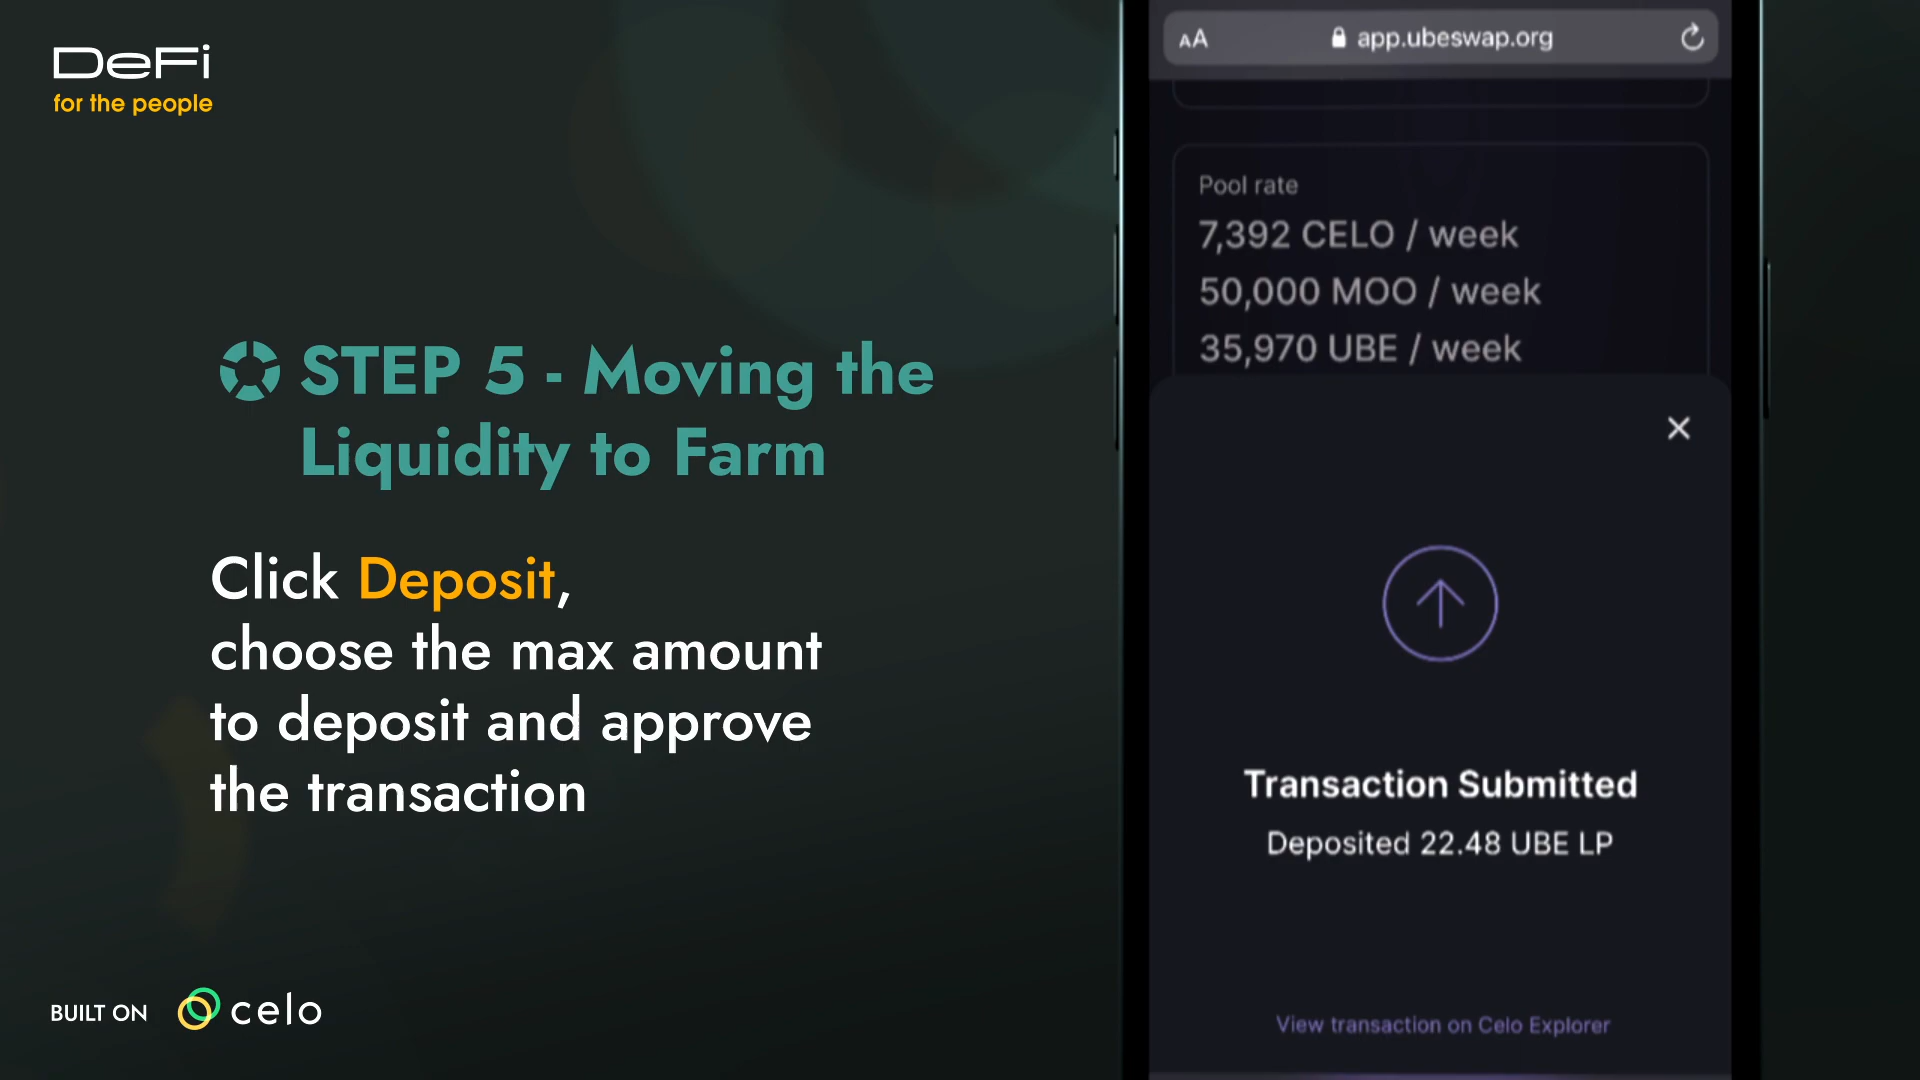 DeFi
for the people
STEP 5 - Moving the
Liquidity to Farm
Click Deposit,
choose the max amount
to deposit and approve
the transaction
BUILT ON celo
AA app.ubeswap.org
Pool rate
7,392 CELO / week
50,000 MOO / week
35,970 UBE / week
Transaction Submitted
Deposited 22.48 UBE LP
View transaction on Celo Explorer